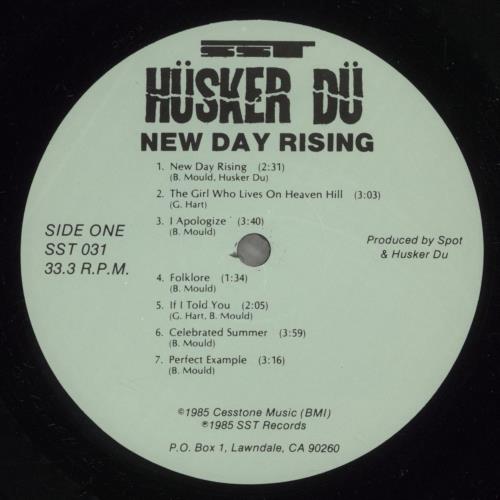 SST
HÜSKER DÜ
NEW DAY RISING
1. New Day Rising (2:31)
(B. Mould, Husker Du)
2. The Girl Who Lives On Heaven Hill (3:03)
(G. Hart)
3. I Apologize (3:40)
(B. Mould)
SIDE ONE
SST 031
33.3 R.P.M.
Produced by Spot
& Husker Du
4. Folklore (1:34)
(B. Mould)
5. If I Told You (2:05)
(G. Hart, B. Mould)
6. Celebrated Summer (3:59)
(B. Mould)
7. Perfect Example (3:16)
(B. Mould)
©1985 Cesstone Music (BMI)
℗1985 SST Records
P.O. Box 1, Lawndale, CA 90260